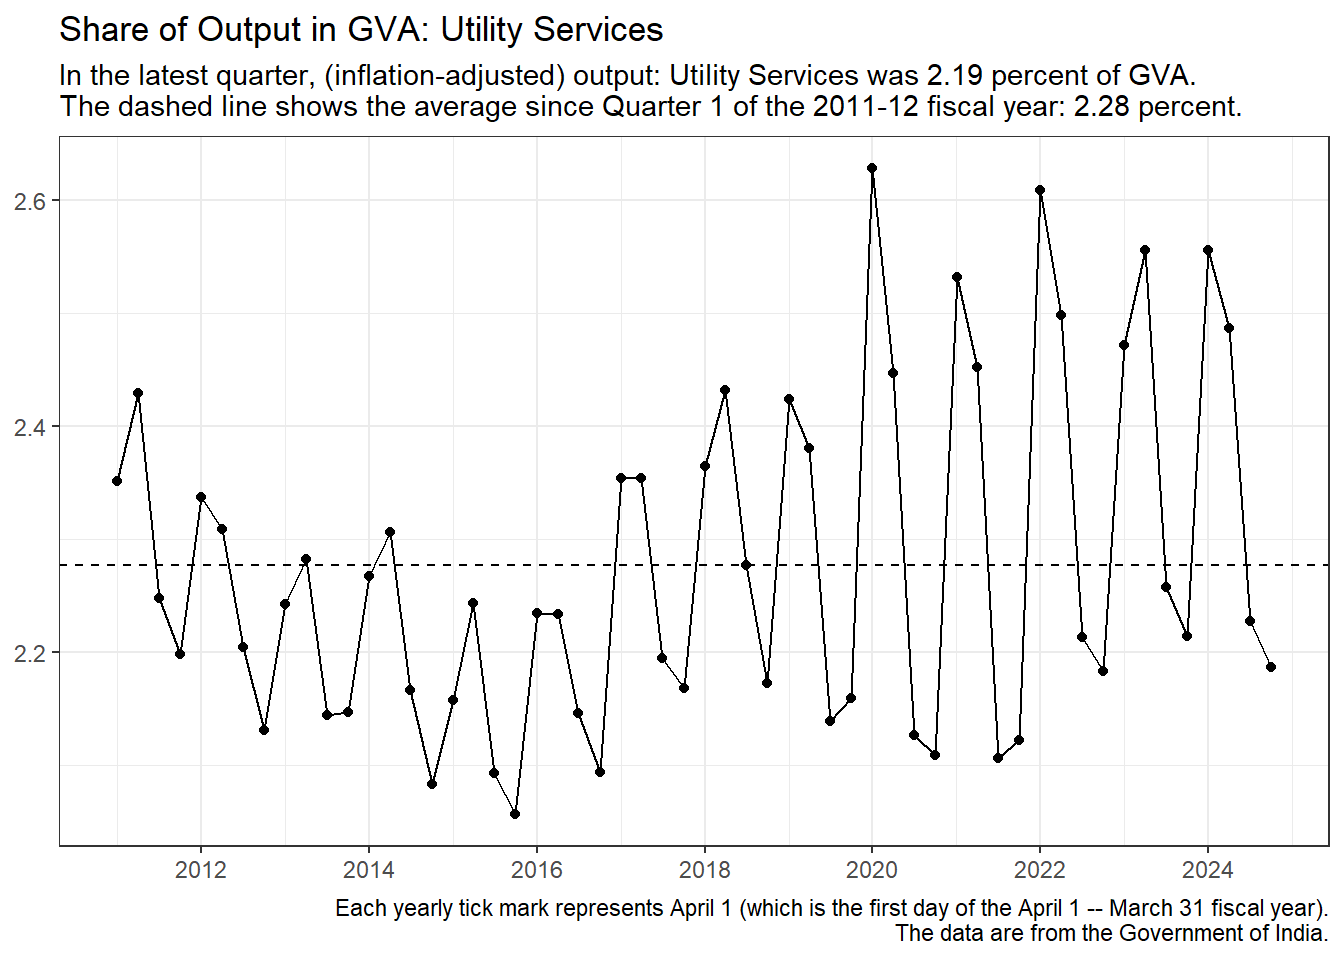 Share of Output in GVA: Utility Services
In the latest quarter, (inflation-adjusted) output: Utility Services was 2.19 percent of GVA.
The dashed line shows the average since Quarter 1 of the 2011-12 fiscal year: 2.28 percent.
2.6
2.4
2.2
2012 2014 2016 2018 2020 2022 2024
Each yearly tick mark represents April 1 (which is the first day of the April 1 -- March 31 fiscal year).
The data are from the Government of India.